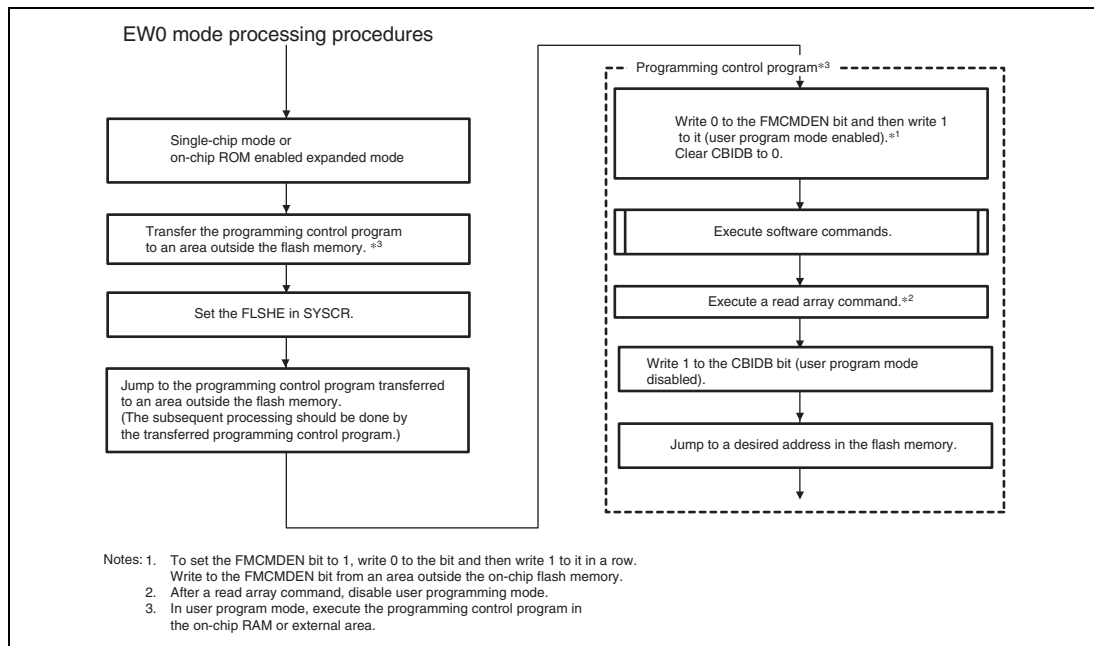 EW0 mode processing procedures
Single-chip mode or
on-chip ROM enabled expanded mode
Transfer the programming control program
to an area outside the flash memory. *3
Set the FLSHE in SYSCR.
Jump to the programming control program transferred
to an area outside the flash memory.
(The subsequent processing should be done by
the transferred programming control program.)
Programming control program*3
Write 0 to the FMCMDEN bit and then write 1
to it (user program mode enabled).*1
Clear CBIDB to 0.
Execute software commands.
Execute a read array command.*2
Write 1 to the CBIDB bit (user program mode
disabled).
Jump to a desired address in the flash memory.
Notes: 1. To set the FMCMDEN bit to 1, write 0 to the bit and then write 1 to it in a row.
Write to the FMCMDEN bit from an area outside the on-chip flash memory.
2. After a read array command, disable user programming mode.
3. In user program mode, execute the programming control program in
the on-chip RAM or external area.